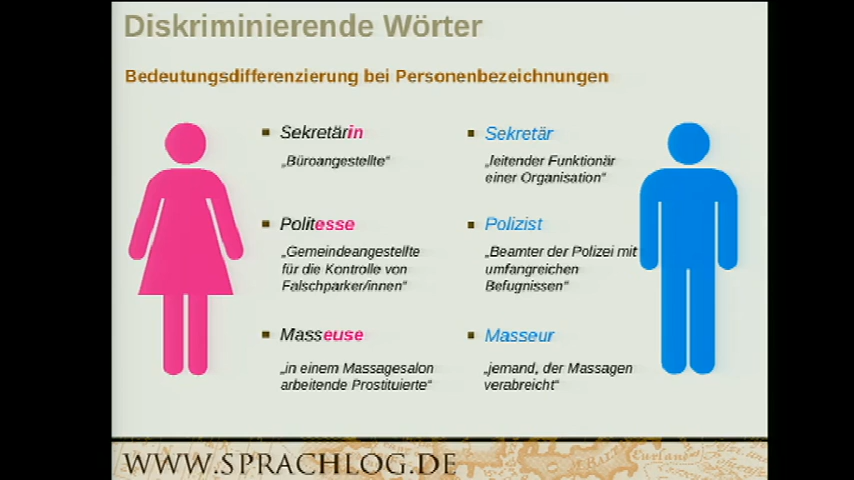 Diskriminierende Wörter
Bedeutungsdifferenzierung bei Personenbezeichnungen
Sekretärin
„Büroangestellte“
Politesse
„Gemeindeangestellte
für die Kontrolle von
Falschparker/innen“
Masseuse
„in einem Massagesalon
arbeitende Prostituierte“
Sekretär
„leitender Funktionär
einer Organisation“
Polizist
„Beamter der Polizei mit
umfangreichen
Befugnissen“
Masseur
„jemand, der Massagen
verabreicht“
WWW.SPRACHLOG.DE
Curland